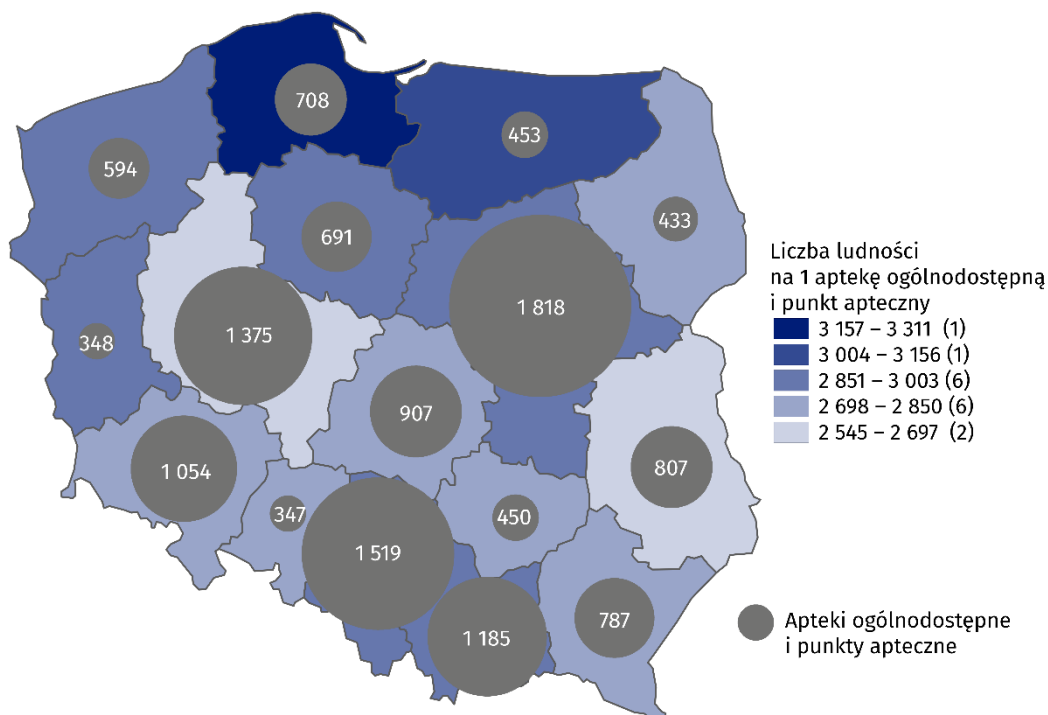 708
453
594
433
691
1 818
1 375
348
907
1 054
807
347
450
1 519
787
1 185
Liczba ludności
na 1 aptekę ogólnodostępną
i punkt apteczny
3 157 – 3 311 (1)
3 004 – 3 156 (1)
2 851 – 3 003 (6)
2 698 – 2 850 (6)
2 545 – 2 697 (2)
Apteki ogólnodostępne
i punkty apteczne